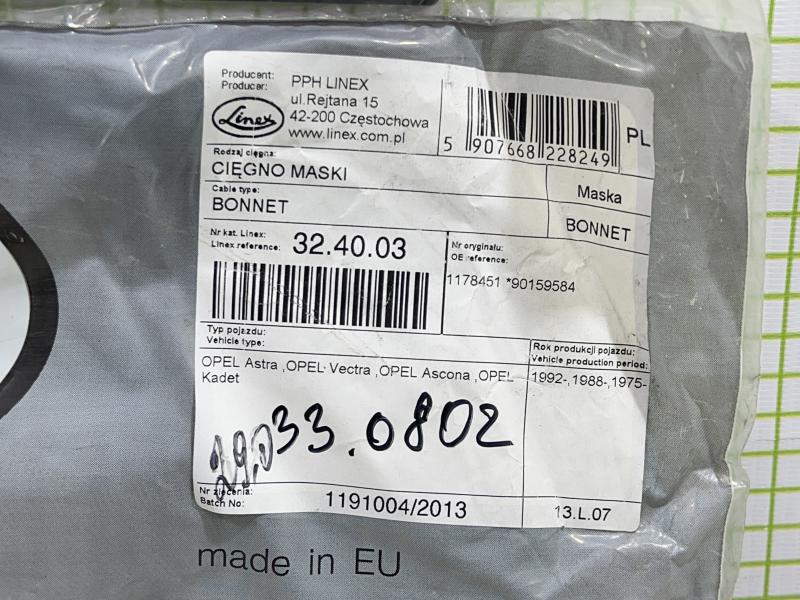 Producent:
Producer:
PPH LINEX
ul.Rejtana 15
42-200 Częstochowa
www.linex.com.pl
Linex
5 907668 228249
PL
Rodzaj cięgna:
CIĘGNO MASKI
Cable type:
BONNET
Maska
BONNET
Nr kat. Linex:
Linex reference:
32.40.03
Nr oryginału:
OE reference:
1178451 *90159584
Typ pojazdu:
Vehicle type:
OPEL Astra ,OPEL Vectra ,OPEL Ascona ,OPEL
Kadet
Rok produkcji pojazdu:
Vehicle production period:
1992-,1988-,1975-
33.0802
Nr zlecenia:
Batch No:
1191004/2013
13.L.07
made in EU